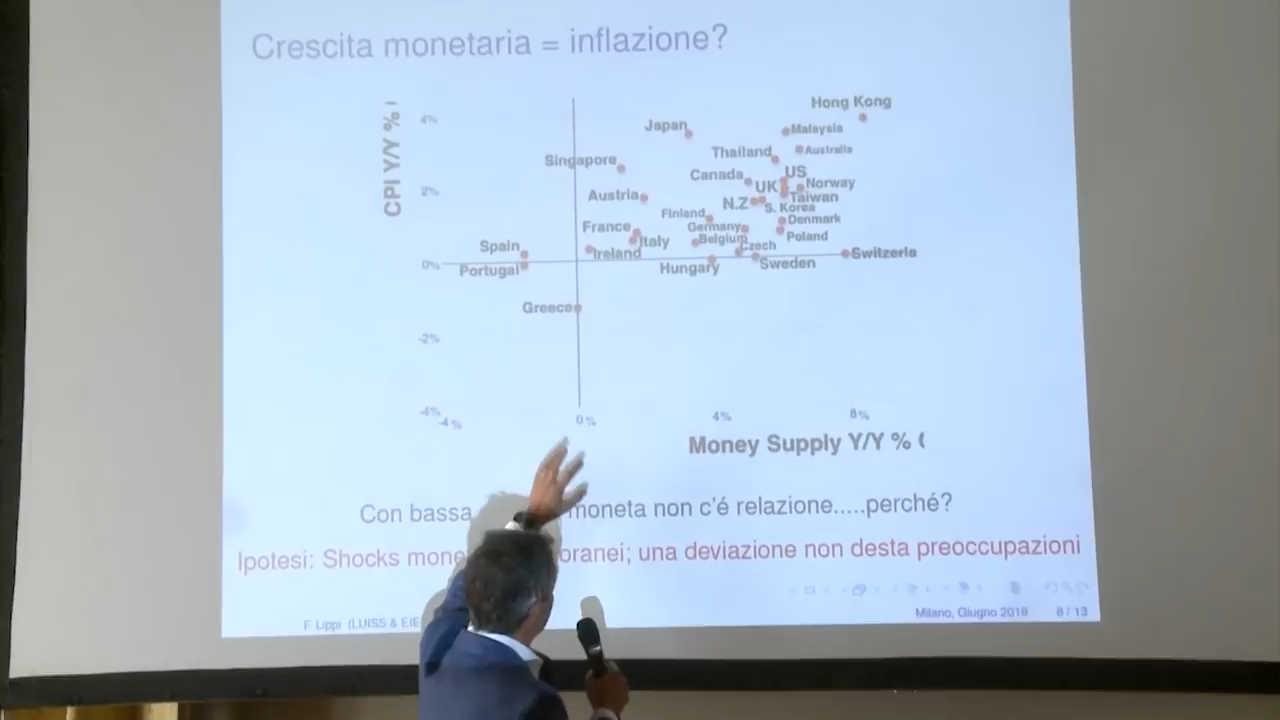 Crescita monetaria = inflazione?
CPI Y/Y %
4%
2%
0%
-2%
-4%
-4%
0%
4%
8%
Hong Kong
Japan
Malaysia
Thailand
Australia
Singapore
Canada
US
UK
Norway
Austria
Taiwan
N.Z
S. Korea
Finland
Denmark
France
Germany
Poland
Italy
Belgium
Czech
Spain
Ireland
Switzerla
Portugal
Hungary
Sweden
Greece
Money Supply Y/Y % (
Con bassa moneta non c'é relazione.....perché?
Ipotesi: Shocks mone oranei; una deviazione non desta preoccupazioni
F. Lippi (LUISS & EIE
Milano, Giugno 2019
8 / 13